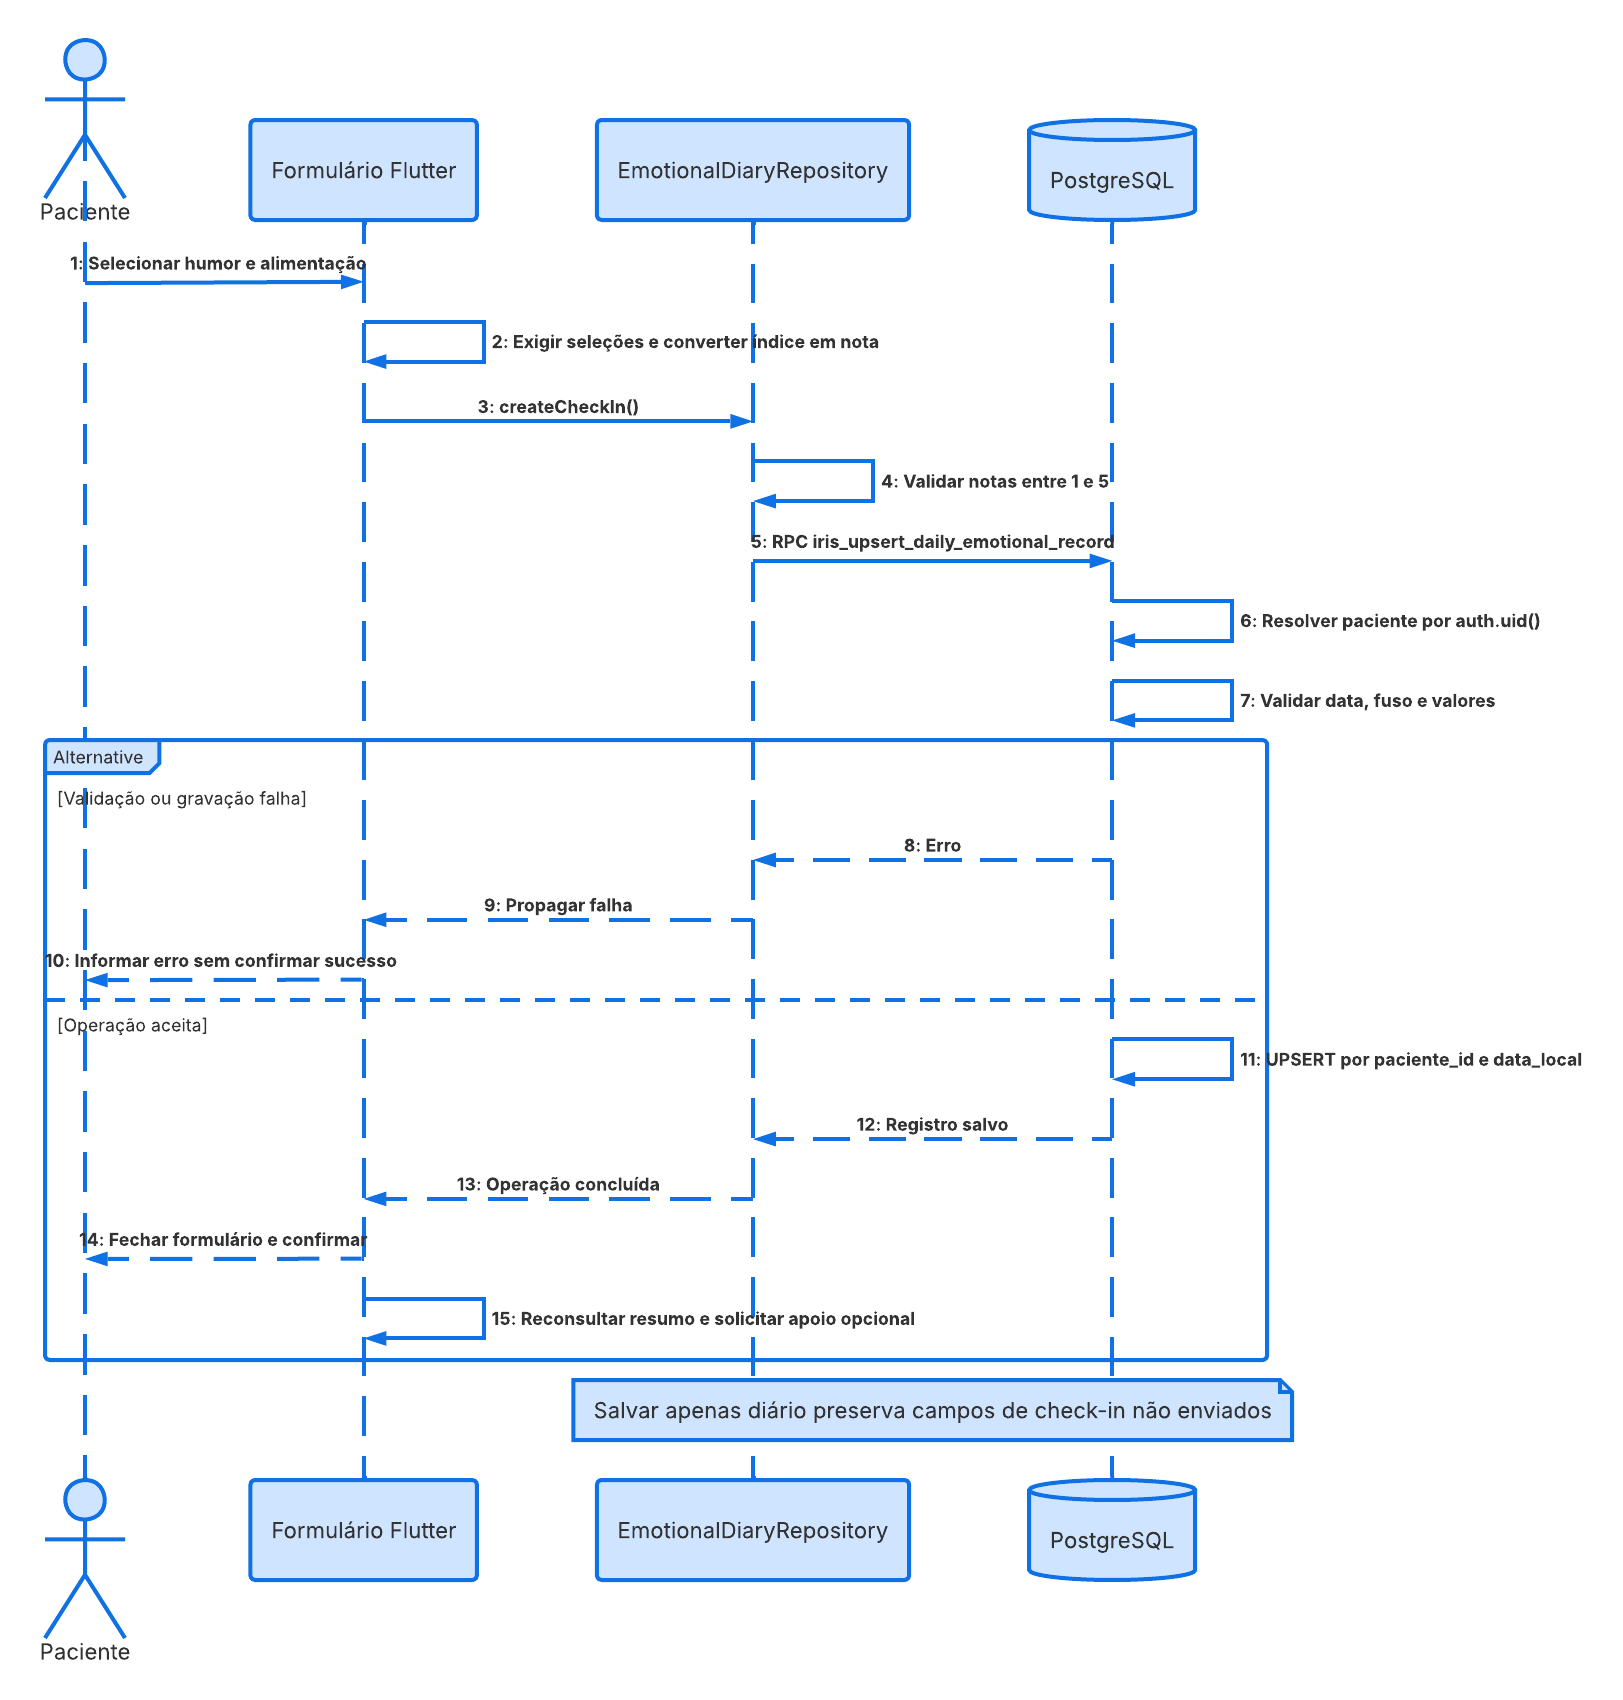 Paciente
Formulário Flutter
EmotionalDiaryRepository
PostgreSQL
1: Selecionar humor e alimentação
2: Exigir seleções e converter índice em nota
3: createCheckIn()
4: Validar notas entre 1 e 5
5: RPC iris_upsert_daily_emotional_record
6: Resolver paciente por auth.uid()
7: Validar data, fuso e valores
Alternative
[Validação ou gravação falha]
8: Erro
9: Propagar falha
10: Informar erro sem confirmar sucesso
[Operação aceita]
11: UPSERT por paciente_id e data_local
12: Registro salvo
13: Operação concluída
14: Fechar formulário e confirmar
15: Reconsultar resumo e solicitar apoio opcional
Salvar apenas diário preserva campos de check-in não enviados
Formulário Flutter
EmotionalDiaryRepository
PostgreSQL
Paciente